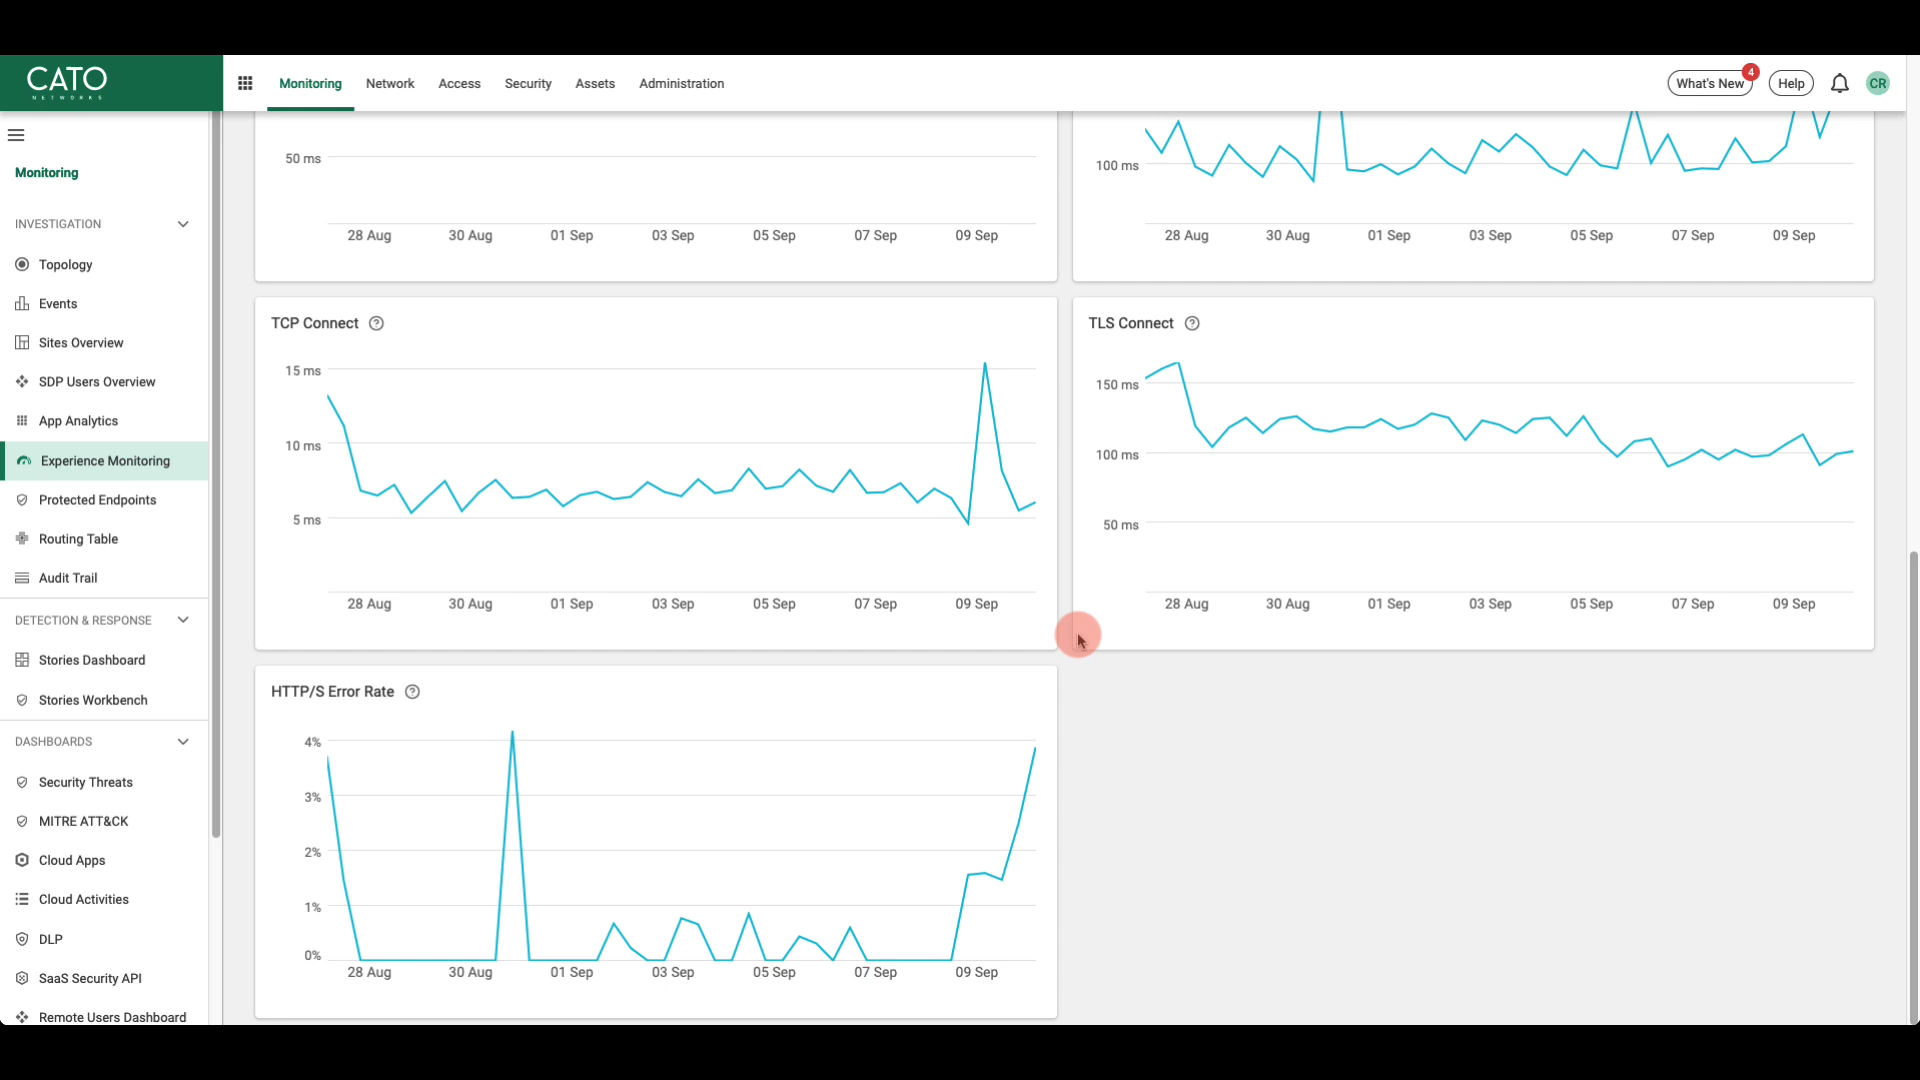 CATO
NETWORKS
Monitoring
Network
Access
Security
Assets
Administration
What's New
4
Help
CR
Monitoring
INVESTIGATION
Topology
Events
Sites Overview
SDP Users Overview
App Analytics
Experience Monitoring
Protected Endpoints
Routing Table
Audit Trail
DETECTION & RESPONSE
Stories Dashboard
Stories Workbench
DASHBOARDS
Security Threats
MITRE ATT&CK
Cloud Apps
Cloud Activities
DLP
SaaS Security API
Remote Users Dashboard
50 ms
28 Aug 30 Aug 01 Sep 03 Sep 05 Sep 07 Sep 09 Sep
100 ms
28 Aug 30 Aug 01 Sep 03 Sep 05 Sep 07 Sep 09 Sep
TCP Connect ?
15 ms
10 ms
5 ms
28 Aug 30 Aug 01 Sep 03 Sep 05 Sep 07 Sep 09 Sep
TLS Connect ?
150 ms
100 ms
50 ms
28 Aug 30 Aug 01 Sep 03 Sep 05 Sep 07 Sep 09 Sep
HTTP/S Error Rate ?
4%
3%
2%
1%
0%
28 Aug 30 Aug 01 Sep 03 Sep 05 Sep 07 Sep 09 Sep